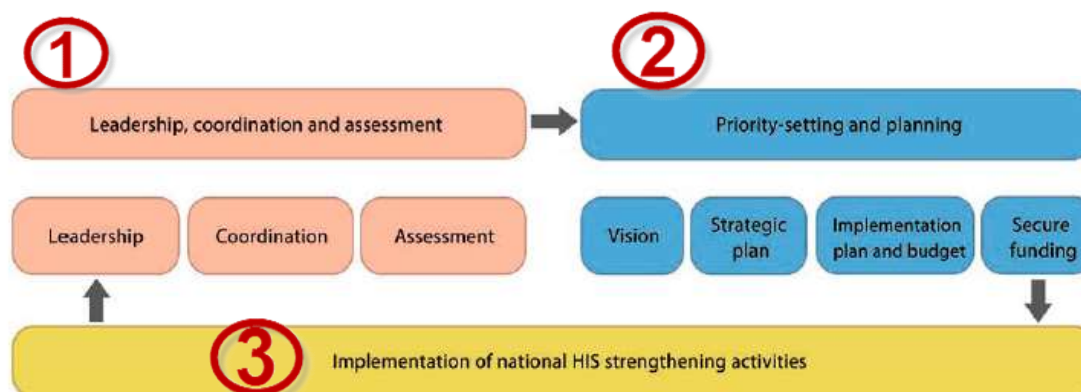 1
2
Leadership, coordination and assessment
Priority-setting and planning
Leadership
Coordination
Assessment
Vision
Strategic
plan
Implementation
plan and budget
Secure
funding
3
Implementation of national HIS strengthening activities